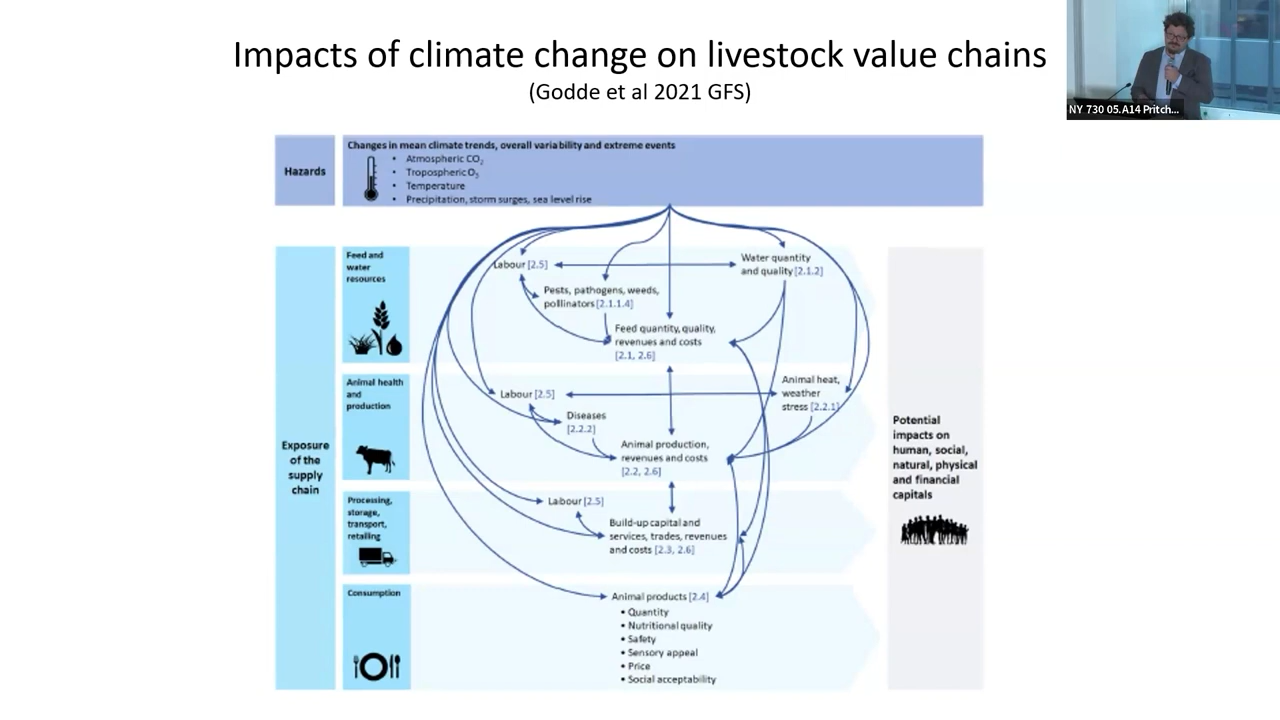 Impacts of climate change on livestock value chains
(Godde et al 2021 GFS)
NY 730 05.A14 Pritch...
Hazards
Changes in mean climate trends, overall variability and extreme events
• Atmospheric CO₂
• Tropospheric O₃
• Temperature
• Precipitation, storm surges, sea level rise
Exposure
of the
supply
chain
Feed and
water
resources
Labour [2.5]
Water quantity
and quality [2.1.2]
Pests, pathogens, weeds,
pollinators [2.1.1.4]
Feed quantity, quality,
revenues and costs
[2.1, 2.6]
Animal health
and
production
Labour [2.5]
Animal heat,
weather
stress [2.2.1]
Diseases
[2.2.2]
Animal production,
revenues and costs
[2.2, 2.6]
Processing,
storage,
transport,
retailing
Labour [2.5]
Build-up capital and
services, trades, revenues
and costs [2.3, 2.6]
Consumption
Animal products [2.4]
• Quantity
• Nutritional quality
• Safety
• Sensory appeal
• Price
• Social acceptability
Potential
impacts on
human, social,
natural, physical
and financial
capitals